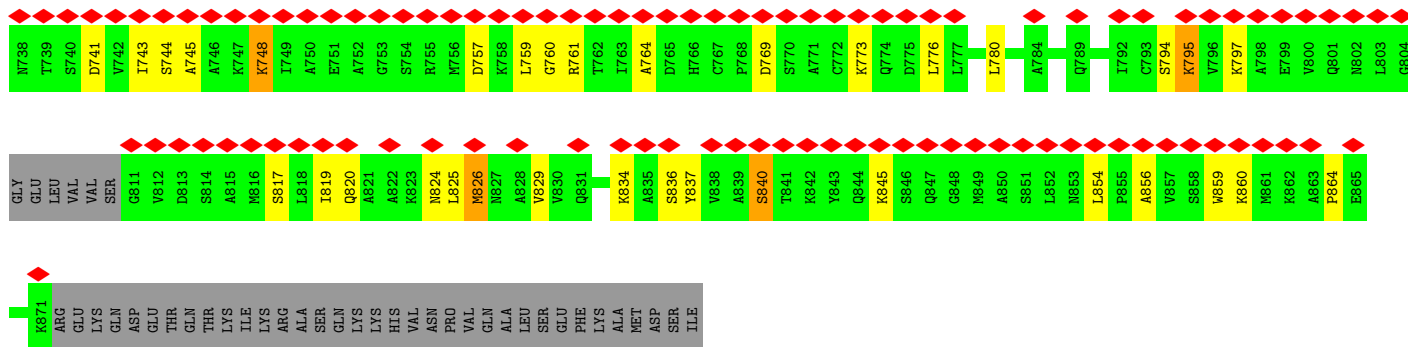 N738 T739 S740 D741 V742 I743 S744 A745 A746 K747 K748 I749 A750 E751 A752 G753 S754 R755 M756 D757 K758 L759 G760 R761 T762 I763 A764 D765 H766 C767 P768 D769 S770 A771 C772 K773 Q774 D775 L776 L777 L780 A784 Q789 I792 C793 S794 K795 V796 K797 A798 E799 V800 Q801 N802 L803 G804
GLY GLU LEU VAL VAL SER G811 V812 D813 S814 A815 M816 S817 L818 I819 Q820 A821 A822 K823 N824 L825 M826 N827 A828 V829 V830 Q831 K834 A835 S836 Y837 V838 A839 S840 T841 K842 Y843 Q844 K845 S846 Q847 G848 M849 A850 S851 L852 N853 L854 P855 A856 V857 S858 W859 K860 M861 K862 A863 P864 E865
K871 ARG GLU LYS GLN ASP GLU THR GLN THR LYS ILE LYS ARG ALA SER GLN LYS LYS HIS VAL ASN PRO VAL GLN ALA LEU SER GLU PHE LYS ALA MET ASP SER ILE